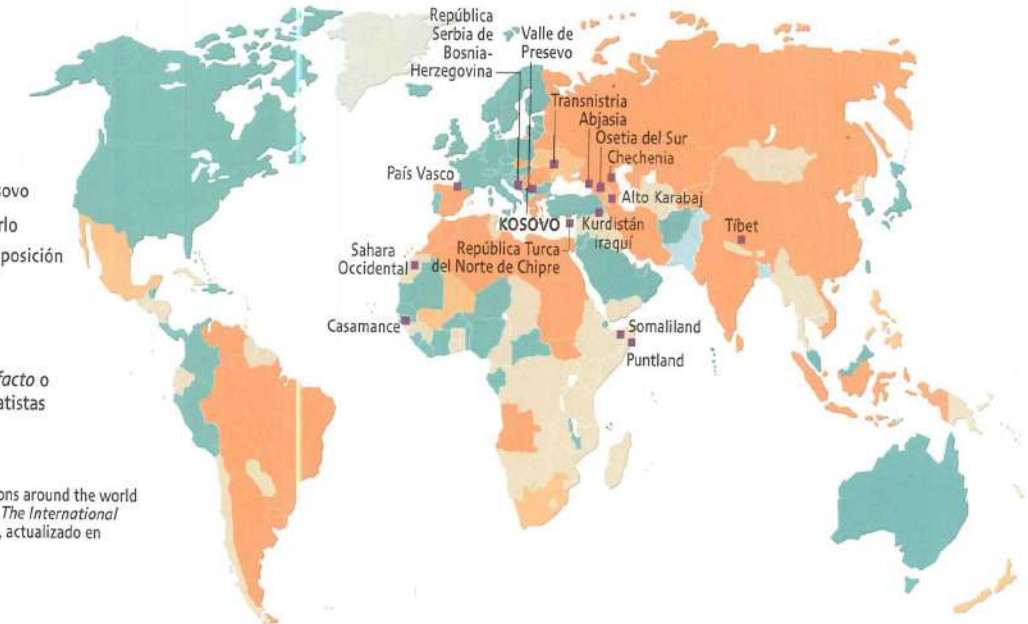 República
Serbia de
Bosnia-
Herzegovina
Valle de
Presevo
Transnistria
Abjasia
Osetia del Sur
Chechenia
País Vasco
Alto Karabaj
KOSOVO
Kurdistán
iraquí
Tíbet
Sahara
Occidental
República Turca
del Norte de Chipre
Casamance
Somaliland
Puntland
rlo
posición
facto o
atistas
ons around the world
The International
, actualizado en